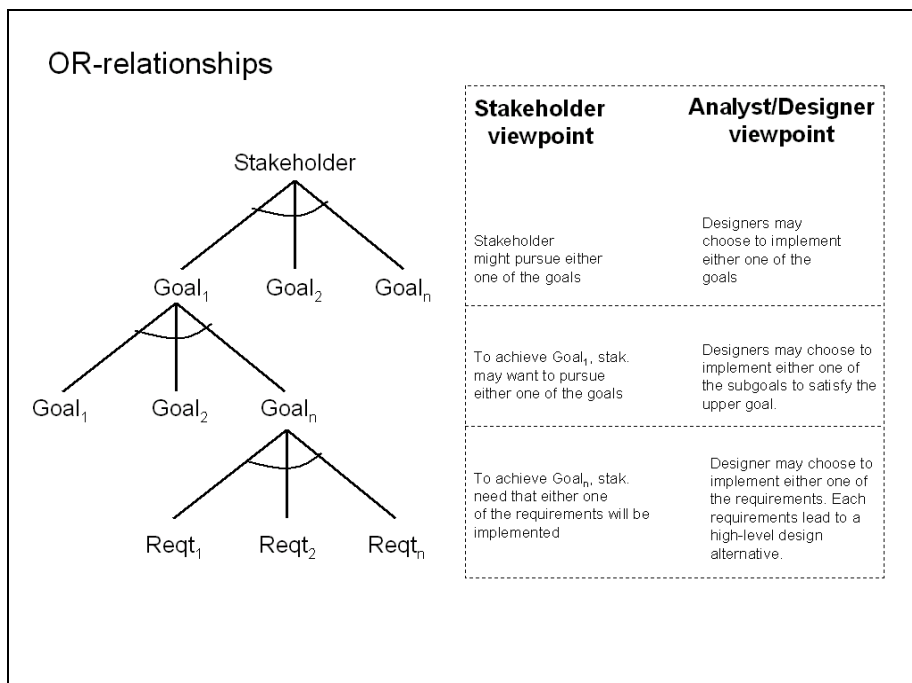 OR-relationships
Stakeholder
Goal₁ Goal₂ Goalₙ
Goal₁ Goal₂ Goalₙ
Reqt₁ Reqt₂ Reqtₙ
Stakeholder
viewpoint
Analyst/Designer
viewpoint
Stakeholder
might pursue either
one of the goals
Designers may
choose to implement
either one of the
goals
To achieve Goal₁, stak.
may want to pursue
either one of the goals
Designers may choose to
implement either one of
the subgoals to satisfy the
upper goal.
To achieve Goalₙ, stak.
need that either one
of the requirements will be
implemented
Designer may choose to
implement either one of
the requirements. Each
requirements lead to a
high-level design
alternative.